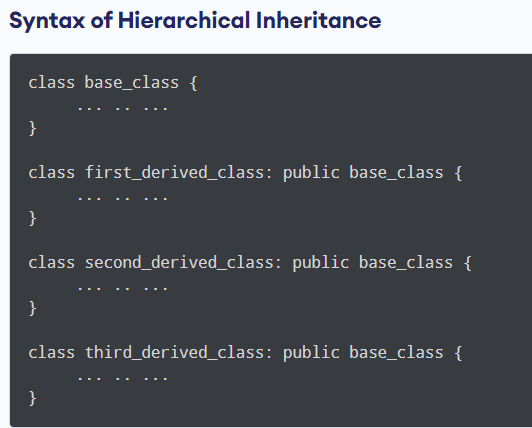 Syntax of Hierarchical Inheritance
class base_class {
... .. ...
}
class first_derived_class: public base_class {
... .. ...
}
class second_derived_class: public base_class {
... .. ...
}
class third_derived_class: public base_class {
... .. ...
}